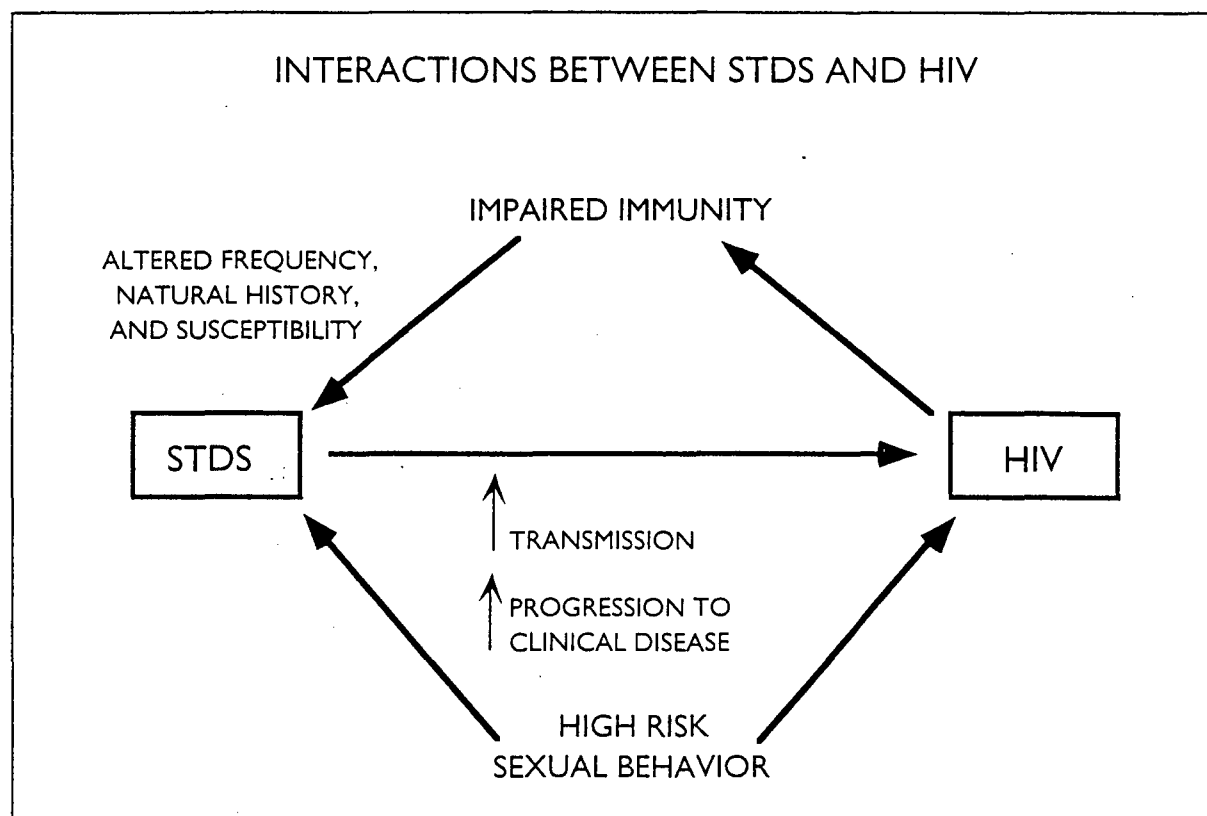 INTERACTIONS BETWEEN STDS AND HIV
IMPAIRED IMMUNITY
ALTERED FREQUENCY,
NATURAL HISTORY,
AND SUSCEPTIBILITY
STDS
HIV
↑ TRANSMISSION
↑ PROGRESSION TO
CLINICAL DISEASE
HIGH RISK
SEXUAL BEHAVIOR